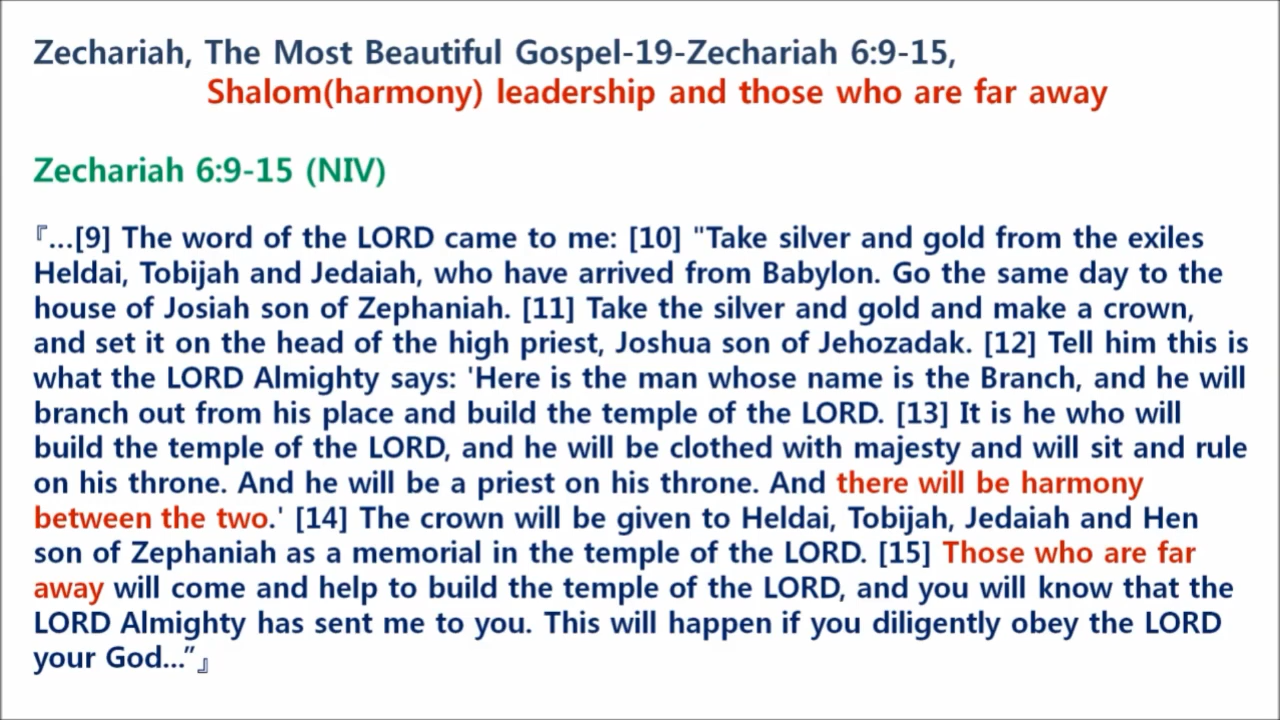 Zechariah, The Most Beautiful Gospel-19-Zechariah 6:9-15,
Shalom(harmony) leadership and those who are far away
Zechariah 6:9-15 (NIV)
『...[9] The word of the LORD came to me: [10] "Take silver and gold from the exiles
Heldai, Tobijah and Jedaiah, who have arrived from Babylon. Go the same day to the
house of Josiah son of Zephaniah. [11] Take the silver and gold and make a crown,
and set it on the head of the high priest, Joshua son of Jehozadak. [12] Tell him this is
what the LORD Almighty says: 'Here is the man whose name is the Branch, and he will
branch out from his place and build the temple of the LORD. [13] It is he who will
build the temple of the LORD, and he will be clothed with majesty and will sit and rule
on his throne. And he will be a priest on his throne. And there will be harmony
between the two.' [14] The crown will be given to Heldai, Tobijah, Jedaiah and Hen
son of Zephaniah as a memorial in the temple of the LORD. [15] Those who are far
away will come and help to build the temple of the LORD, and you will know that the
LORD Almighty has sent me to you. This will happen if you diligently obey the LORD
your God...”』